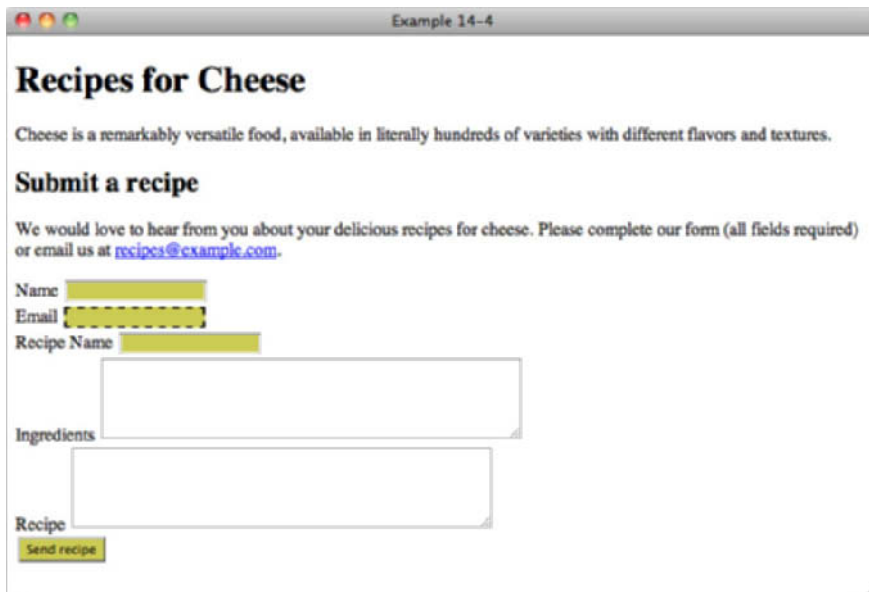 Example 14-4
Recipes for Cheese
Cheese is a remarkably versatile food, available in literally hundreds of varieties with different flavors and textures.
Submit a recipe
We would love to hear from you about your delicious recipes for cheese. Please complete our form (all fields required)
or email us at recipes@example.com.
Name
Email
Recipe Name
Ingredients
Recipe
Send recipe